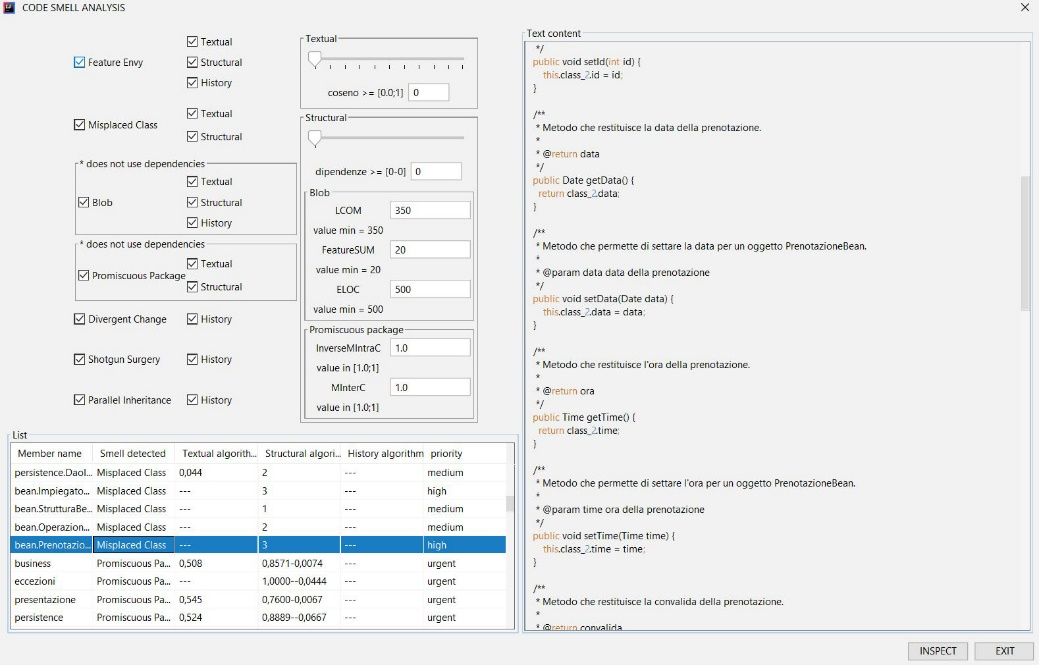 CODE SMELL ANALYSIS
Feature Envy
Textual
Structural
History
Misplaced Class
Textual
Structural
* does not use dependencies
Blob
Textual
Structural
History
* does not use dependencies
Promiscuous Package
Textual
Structural
Divergent Change
History
Shotgun Surgery
History
Parallel Inheritance
History
Textual
coseno >= [0.0;1] 0
Structural
dipendenze >= [0-0] 0
Blob
LCOM 350
value min = 350
FeatureSUM 20
value min = 20
ELOC 500
value min = 500
Promiscuous package
InverseMIntraC 1.0
value in [1.0;1]
MInterC 1.0
value in [1.0;1]
List
Member name Smell detected Textual algorith... Structural algori... History algorithm priority
persistence.DaoI... Misplaced Class 0,044 2 --- medium
bean.Impiegato... Misplaced Class --- 3 --- high
bean.StrutturaBe... Misplaced Class --- 1 --- medium
bean.Operazion... Misplaced Class --- 2 --- medium
bean.Prenotazio... Misplaced Class --- 3 --- high
business Promiscuous Pa... 0,508 0,8571-0,0074 --- urgent
eccezioni Promiscuous Pa... --- 1,0000--0,0444 --- urgent
presentazione Promiscuous Pa... 0,545 0,7600-0,0067 --- urgent
persistence Promiscuous Pa... 0,524 0,8889--0,0667 --- urgent
Text content
*/
public void setId(int id) {
this.class_2.id = id;
}
/**
* Metodo che restituisce la data della prenotazione.
*
* @return data
*/
public Date getData() {
return class_2.data;
}
/**
* Metodo che permette di settare la data per un oggetto PrenotazioneBean.
*
* @param data data della prenotazione
*/
public void setData(Date data) {
this.class_2.data = data;
}
/**
* Metodo che restituisce l'ora della prenotazione.
*
* @return ora
*/
public Time getTime() {
return class_2.time;
}
/**
* Metodo che permette di settare l'ora per un oggetto PrenotazioneBean.
*
* @param time ora della prenotazione
*/
public void setTime(Time time) {
this.class_2.time = time;
}
/**
* Metodo che restituisce la convalida della prenotazione.
*
* @return convalida
INSPECT
EXIT